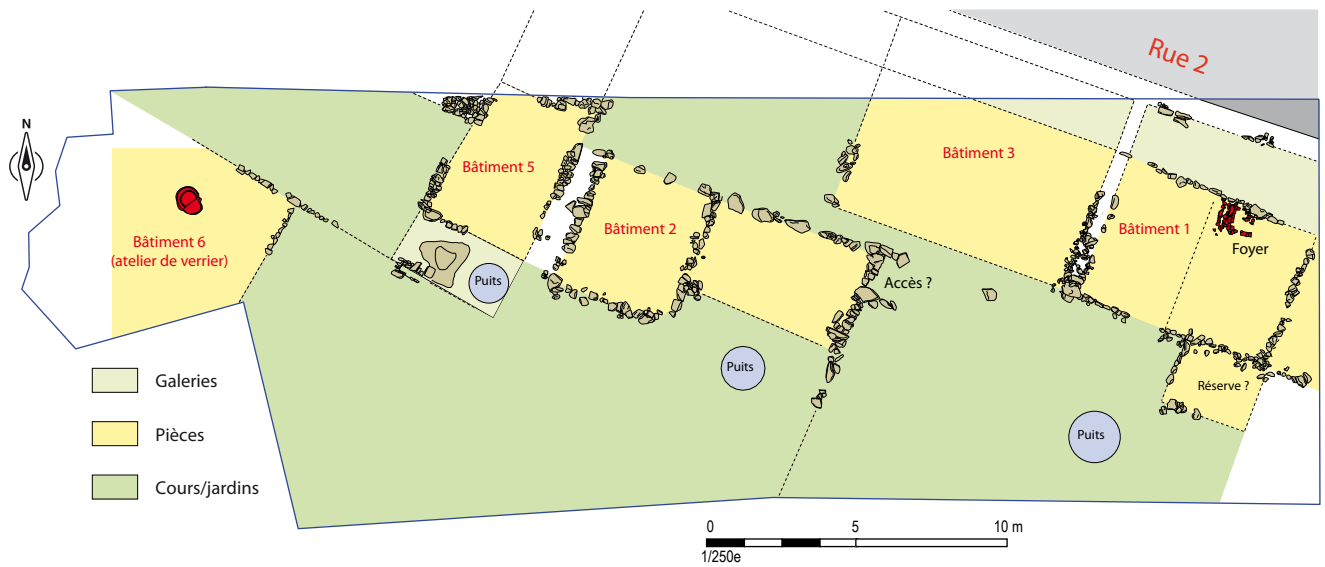 Rue 2
N
Bâtiment 5
Bâtiment 3
Bâtiment 2
Bâtiment 1
Bâtiment 6
(atelier de verrier)
Foyer
Puits
Accès ?
Puits
Réserve ?
Puits
Galeries
Pièces
Cours/jardins
0 5 10 m
1/250e